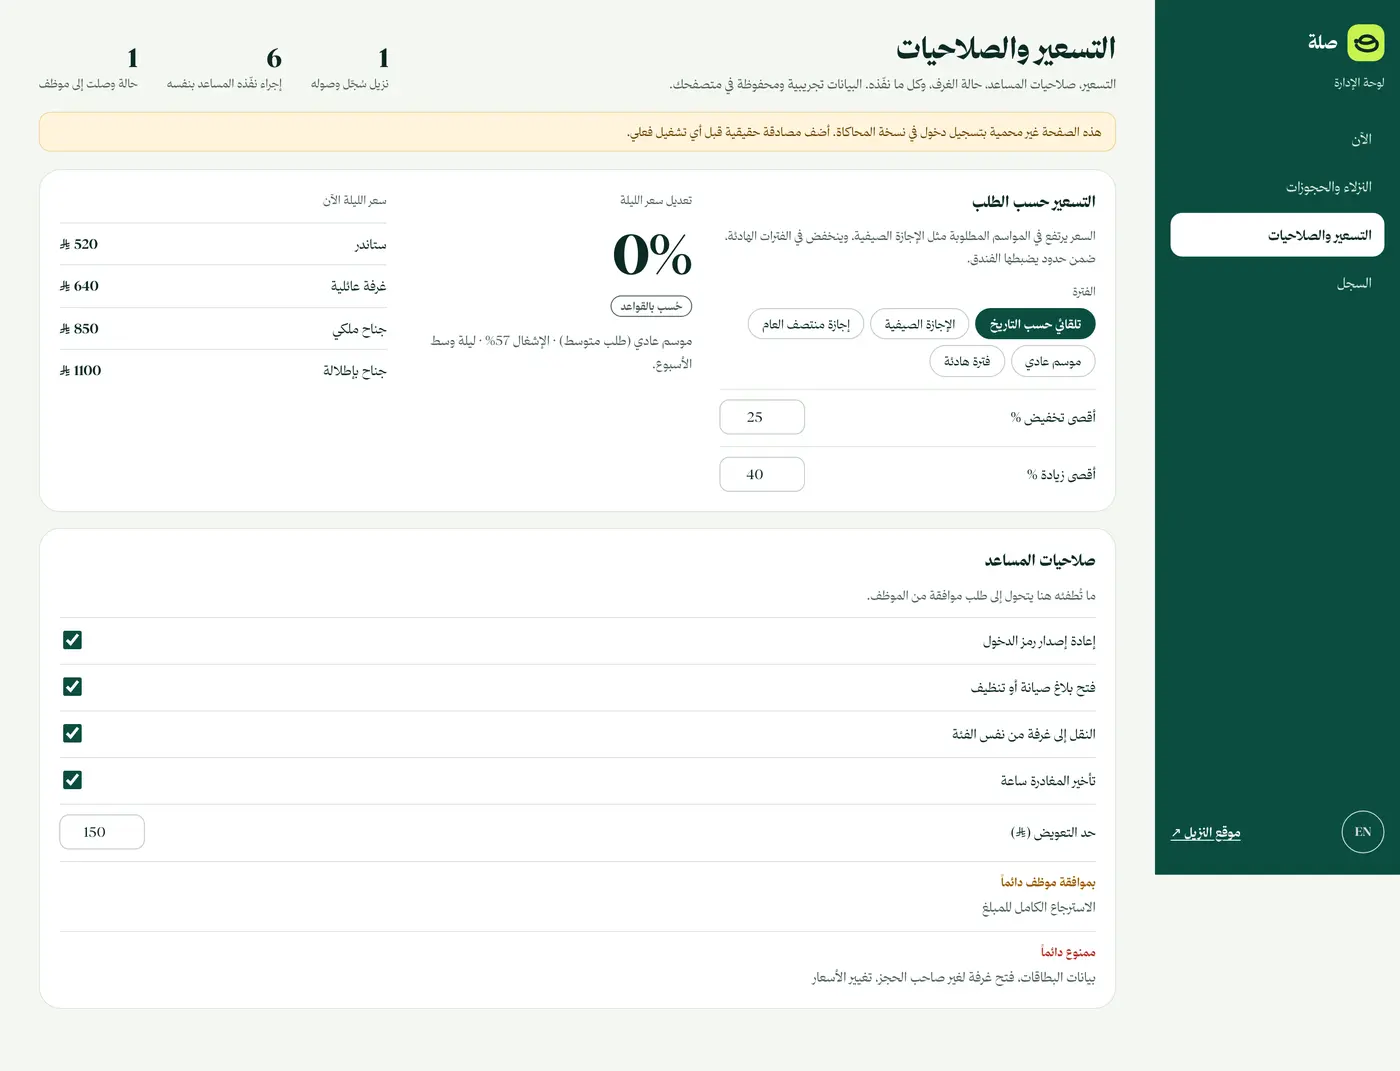 صلة
لوحة الإدارة
الآن
النزلاء والحجوزات
التسعير والصلاحيات
السجل
EN
موقع النزيل ↗
التسعير والصلاحيات
التسعير، صلاحيات المساعد، حالة الغرف، وكل ما نفّذه. البيانات تجريبية ومحفوظة في متصفحك.
1
نزيل سُجّل وصوله
6
إجراء نفّذه المساعد بنفسه
1
حالة وصلت إلى موظف
هذه الصفحة غير محمية بتسجيل دخول في نسخة المحاكاة. أضف مصادقة حقيقية قبل أي تشغيل فعلي.
التسعير حسب الطلب
السعر يرتفع في المواسم المطلوبة مثل الإجازة الصيفية، وينخفض في الفترات الهادئة،
ضمن حدود يضبطها الفندق.
الفترة
تلقائي حسب التاريخ
الإجازة الصيفية
إجازة منتصف العام
موسم عادي
فترة هادئة
أقصى تخفيض %
25
أقصى زيادة %
40
تعديل سعر الليلة
0%
حُسب بالقواعد
موسم عادي (طلب متوسط) · الإشغال 57% · ليلة وسط
الأسبوع.
سعر الليلة الآن
ستاندر
520 ⃁
غرفة عائلية
640 ⃁
جناح ملكي
850 ⃁
جناح بإطلالة
1100 ⃁
صلاحيات المساعد
ما تُطفئه هنا يتحول إلى طلب موافقة من الموظف.
إعادة إصدار رمز الدخول
فتح بلاغ صيانة أو تنظيف
النقل إلى غرفة من نفس الفئة
تأخير المغادرة ساعة
حد التعويض (⃁)
150
بموافقة موظف دائماً
الاسترجاع الكامل للمبلغ
ممنوع دائماً
بيانات البطاقات، فتح غرفة لغير صاحب الحجز، تغيير الأسعار